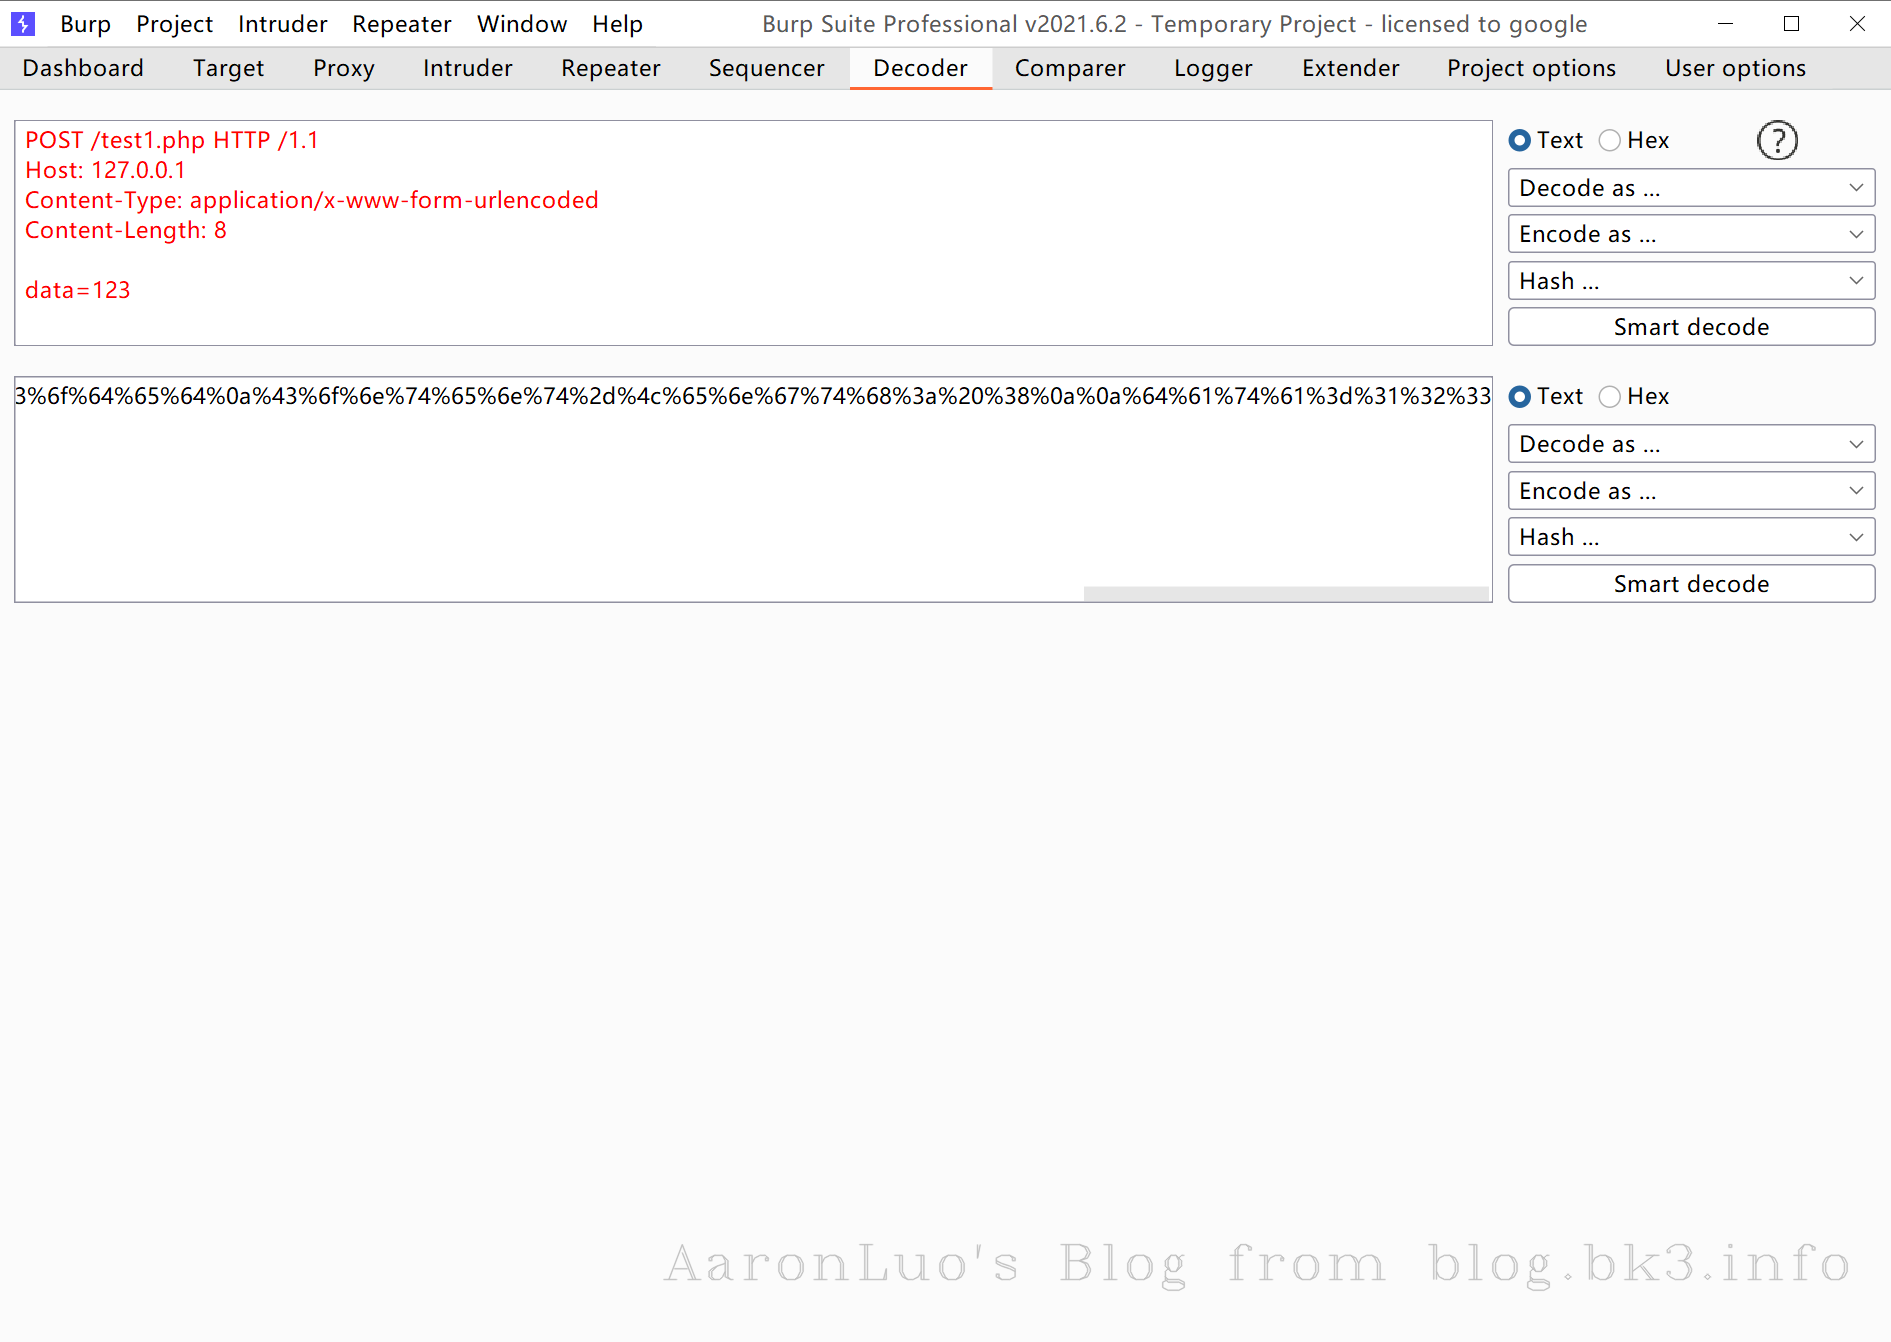 Burp Project Intruder Repeater Window Help Burp Suite Professional v2021.6.2 - Temporary Project - licensed to google
Dashboard Target Proxy Intruder Repeater Sequencer Decoder Comparer Logger Extender Project options User options
POST /test1.php HTTP /1.1
Host: 127.0.0.1
Content-Type: application/x-www-form-urlencoded
Content-Length: 8
data=123
Text Hex ?
Decode as ...
Encode as ...
Hash ...
Smart decode
3%6f%64%65%64%0a%43%6f%6e%74%65%6e%74%2d%4c%65%6e%67%74%68%3a%20%38%0a%0a%64%61%74%61%3d%31%32%33
Text Hex
Decode as ...
Encode as ...
Hash ...
Smart decode
AaronLuo's Blog from blog.bk3.info